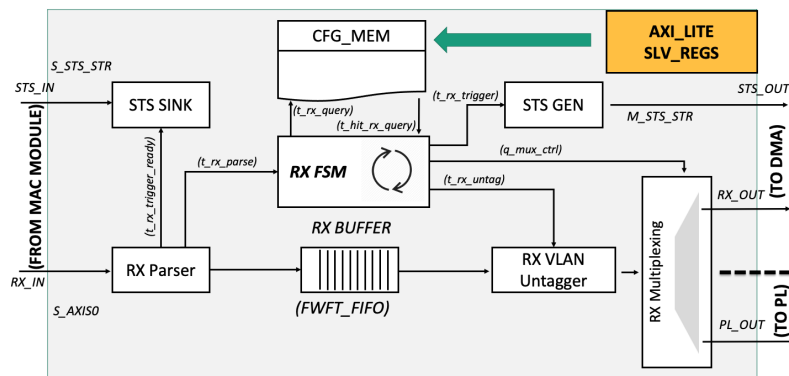 CFG_MEM
AXI_LITE
SLV_REGS
S_STS_STR
STS_IN
STS SINK
(t_rx_trigger)
STS GEN
STS_OUT
M_STS_STR
(t_rx_query)
(t_hit_rx_query)
(FROM MAC MODULE)
(t_rx_trigger_ready)
(t_rx_parse)
RX FSM
(q_mux_ctrl)
(t_rx_untag)
(TO DMA)
RX_OUT
RX BUFFER
RX_IN
RX Parser
(FWFT_FIFO)
RX VLAN
Untagger
RX Multiplexing
S_AXIS0
PL_OUT
(TO PL)